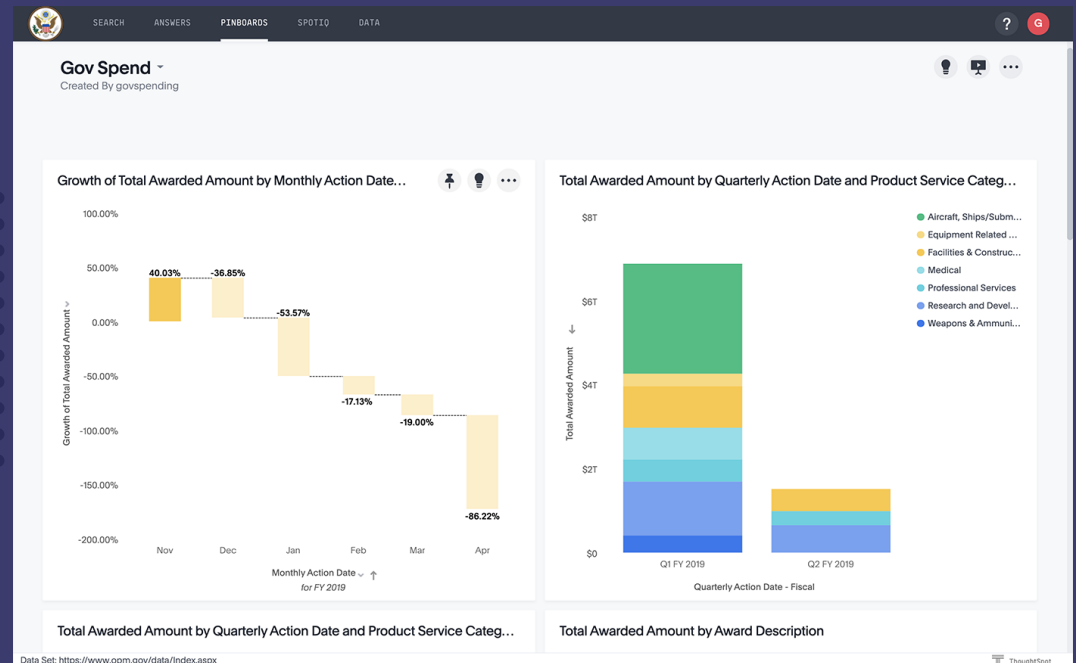 SEARCH ANSWERS PINBOARDS SPOTIQ DATA ? G
Gov Spend
Created By govspending
Growth of Total Awarded Amount by Monthly Action Date...
100.00%
50.00%
0.00%
-50.00%
-100.00%
-150.00%
-200.00%
Growth of Total Awarded Amount
40.03%
-36.85%
-53.57%
-17.13%
-19.00%
-86.22%
Nov Dec Jan Feb Mar Apr
Monthly Action Date
for FY 2019
Total Awarded Amount by Quarterly Action Date and Product Service Categ...
$8T
$6T
$4T
$2T
$0
Total Awarded Amount
Aircraft, Ships/Subm...
Equipment Related ...
Facilities & Construc...
Medical
Professional Services
Research and Devel...
Weapons & Ammuni...
Q1 FY 2019 Q2 FY 2019
Quarterly Action Date - Fiscal
Total Awarded Amount by Quarterly Action Date and Product Service Categ...
Total Awarded Amount by Award Description
Data Set: https://www.opm.gov/data/Index.aspx
ThoughtSpot